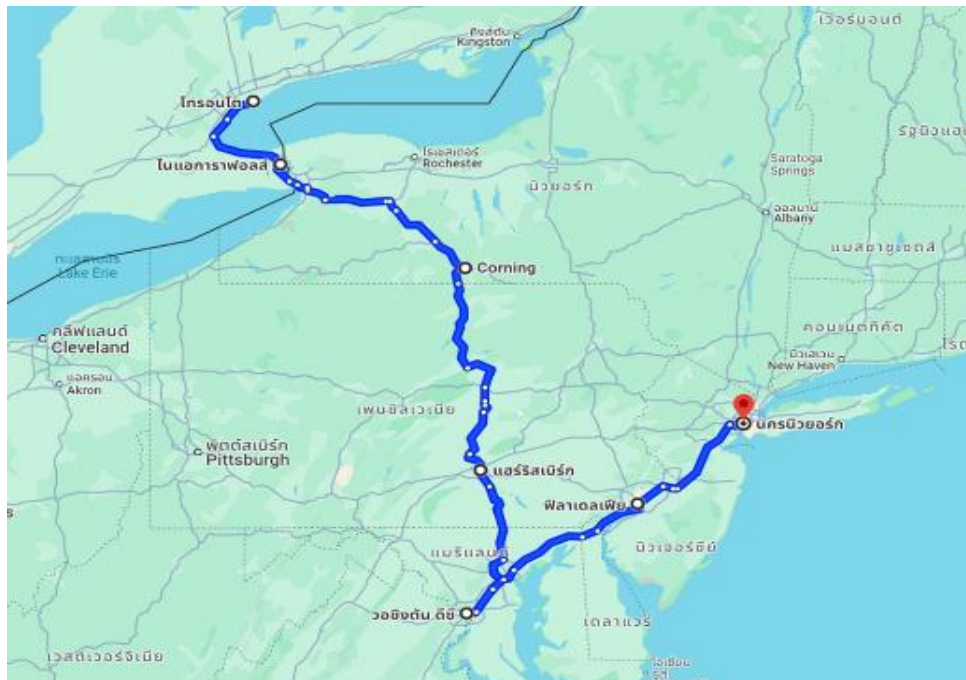 เวอร์มอนต์
คิงส์ตัน
Kingston
โทรอนโต
รัฐนิวแฮม
ไนแอการาฟอลส์
โรเชสเตอร์
Rochester
Saratoga
Springs
นิวยอร์ก
ออลบานี
Albany
แมสซาชูเซตส์
ทะเลสาบอีรี
Lake Erie
Corning
คอนเนตทิคัต
คลีฟแลนด์
Cleveland
นิวเฮเวน
New Haven
โรด
แอครอน
Akron
เพนซิลเวเนีย
นครนิวยอร์ก
พิตต์สเบิร์ก
Pittsburgh
แฮร์ริสเบิร์ก
ฟิลาเดลเฟีย
s
แมริแลนด์
นิวเจอร์ซีย์
วอชิงตัน ดีซี
เดลาแวร์
เวสต์เวอร์จิเนีย
โอเชียน